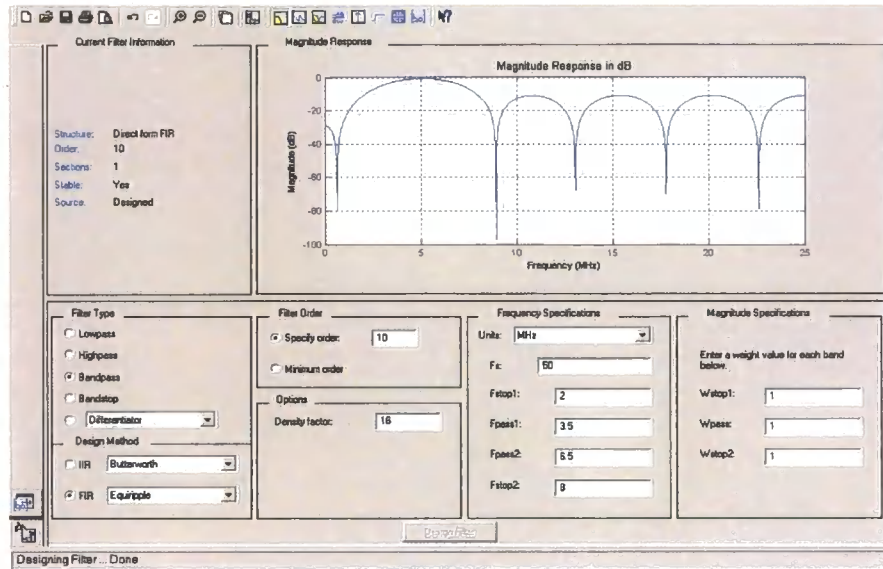 Current Filter Information
Structure: Direct form FIR
Order: 10
Sections: 1
Stable: Yes
Source: Designed
Magnitude Response
Magnitude Response in dB
Magnitude (dB)
0
-20
-40
-60
-80
-100
0 5 10 15 20 25
Frequency (MHz)
Filter Type
Lowpass
Highpass
Bandpass
Bandstop
Differentiator
Design Method
IIR Butterworth
FIR Equiripple
Filter Order
Specify order: 10
Minimum order
Options
Density factor: 16
Frequency Specifications
Units: MHz
Fs: 50
Fstop1: 2
Fpass1: 3.5
Fpass2: 6.5
Fstop2: 8
Magnitude Specifications
Enter a weight value for each band
below.
Wstop1: 1
Wpass: 1
Wstop2: 1
Designing Filter... Done